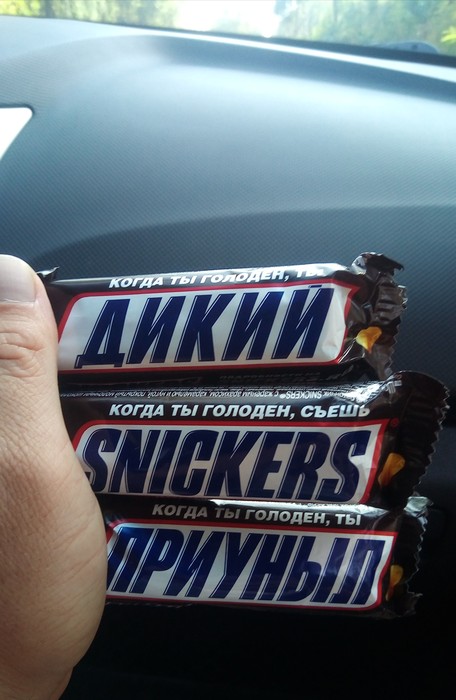 КОГДА ТЫ ГОЛОДЕН, ТЫ
ДИКИЙ
КОГДА ТЫ ГОЛОДЕН, СЪЕШЬ
SNICKERS
КОГДА ТЫ ГОЛОДЕН, ТЫ
ПРИУНЫЛ